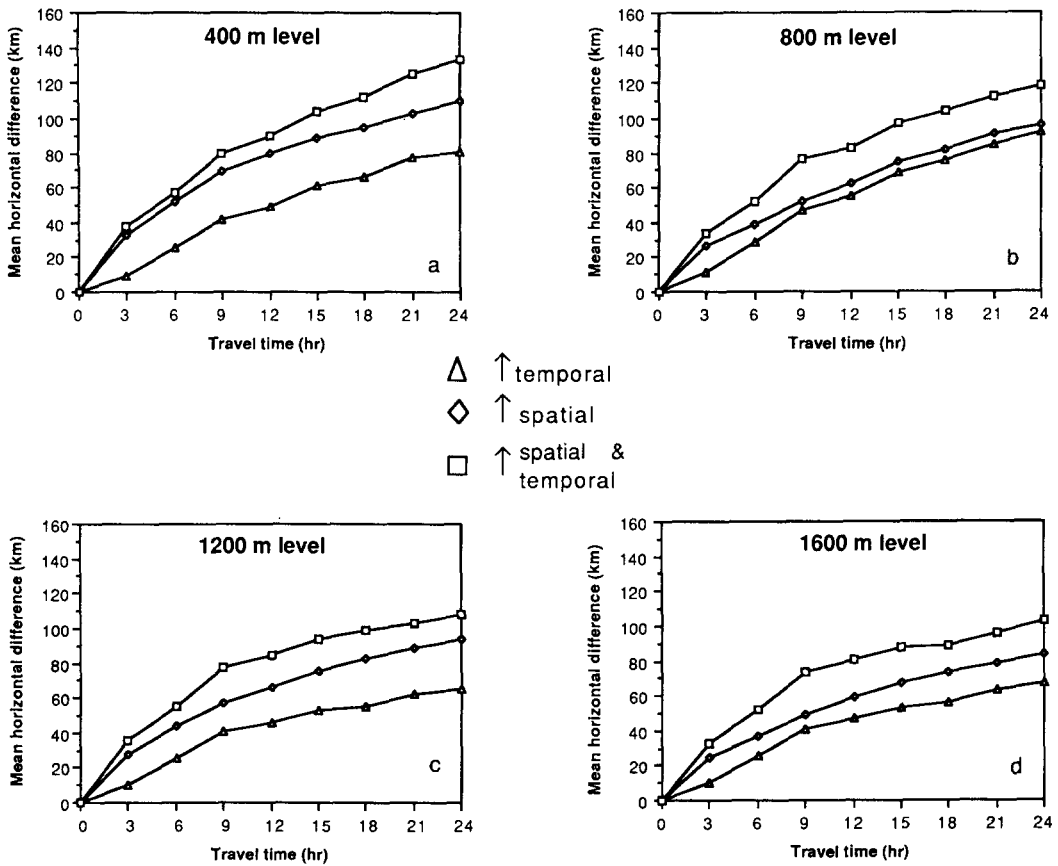 400 m level
Mean horizontal difference (km)
160
140
120
100
80
60
40
20
0
0 3 6 9 12 15 18 21 24
Travel time (hr)
a
800 m level
Mean horizontal difference (km)
160
140
120
100
80
60
40
20
0
0 3 6 9 12 15 18 21 24
Travel time (hr)
b
↑ temporal
↑ spatial
↑ spatial &
temporal
1200 m level
Mean horizontal difference (km)
160
140
120
100
80
60
40
20
0
0 3 6 9 12 15 18 21 24
Travel time (hr)
c
1600 m level
Mean horizontal difference (km)
160
140
120
100
80
60
40
20
0
0 3 6 9 12 15 18 21 24
Travel time (hr)
d